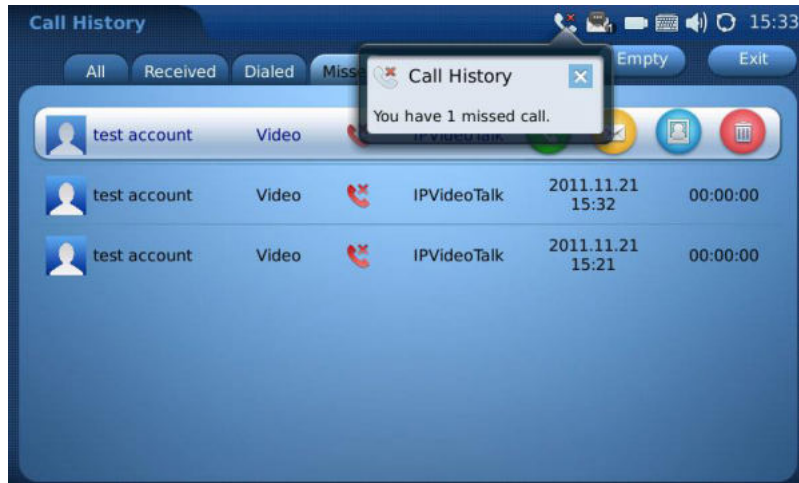 Call History
15:33
All
Received
Dialed
Misse
Empty
Exit
Call History
You have 1 missed call.
test account
Video
IPVideoTalk
test account
Video
IPVideoTalk
2011.11.21
15:32
00:00:00
test account
Video
IPVideoTalk
2011.11.21
15:21
00:00:00